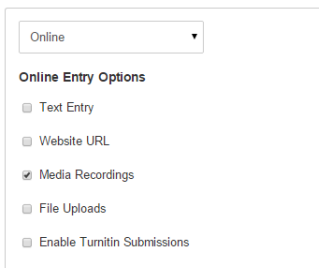 Online
Online Entry Options
Text Entry
Website URL
Media Recordings
File Uploads
Enable Turnitin Submissions